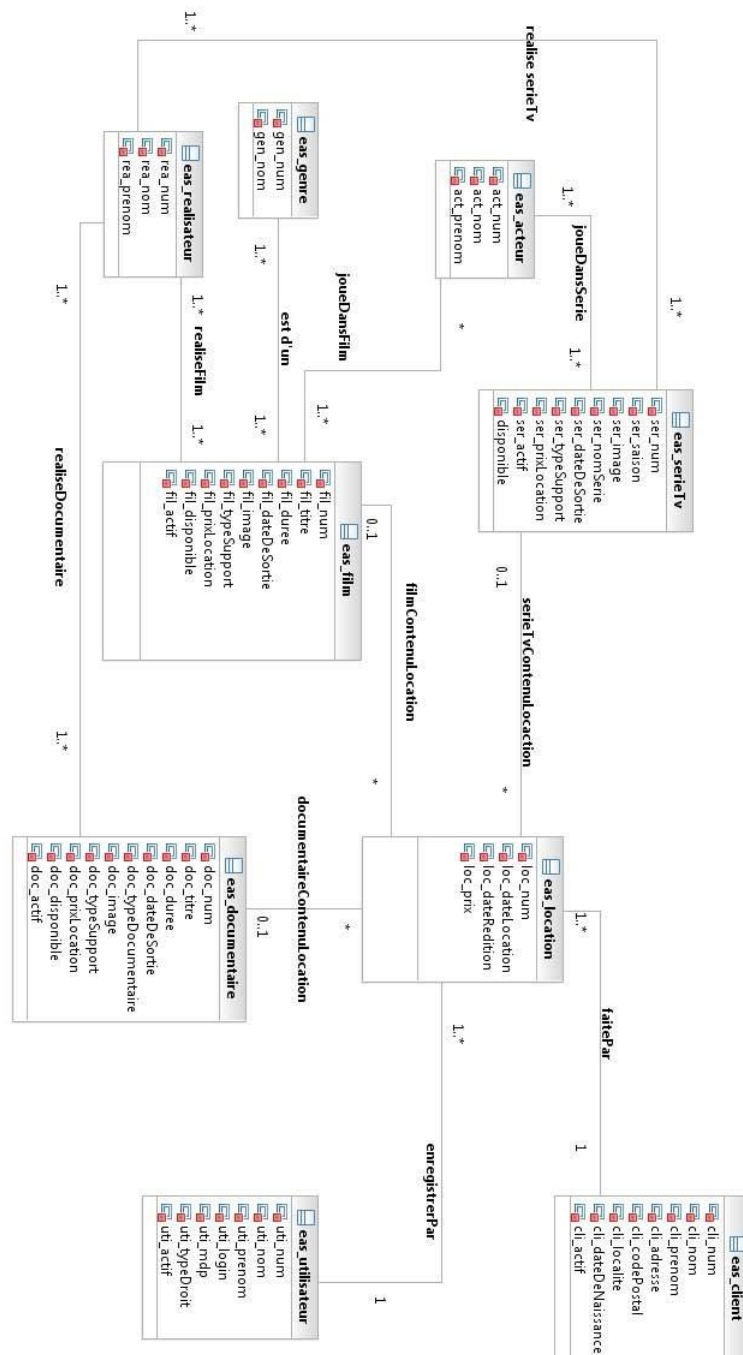 realise serieTv
1..*
1..*
eas_realisateur
rea_num
rea_nom
rea_prenom
eas_genre
gen_num
gen_nom
eas_acteur
act_num
act_nom
act_prenom
1..*
joueDansSerie
1..*
*
joueDansFilm
1..*
1..*
est d'un
1..*
1..*
realiseFilm
1..*
1..*
realiseDocumentaire
1..*
eas_serieTv
ser_num
ser_saison
ser_image
ser_nomSerie
ser_dateDeSortie
ser_typeSupport
ser_prixLocation
ser_actif
disponible
eas_film
fil_num
fil_titre
fil_duree
fil_dateDeSortie
fil_image
fil_typeSupport
fil_prixLocation
fil_disponible
fil_actif
0..1
serieTvContenuLocaction
*
0..1
filmContenuLocation
*
eas_location
loc_num
loc_dateLocation
loc_dateRedition
loc_prix
*
documentaireContenuLocation
0..1
eas_documentaire
doc_num
doc_titre
doc_duree
doc_dateDeSortie
doc_typeDocumentaire
doc_image
doc_typeSupport
doc_prixLocation
doc_disponible
doc_actif
1..*
faitePar
1
1..*
enregistrerPar
1
eas_client
cli_num
cli_nom
cli_prenom
cli_adresse
cli_codePostal
cli_localite
cli_dateDeNaissance
cli_actif
eas_utilisateur
uti_num
uti_nom
uti_prenom
uti_login
uti_mdp
uti_typeDroit
uti_actif